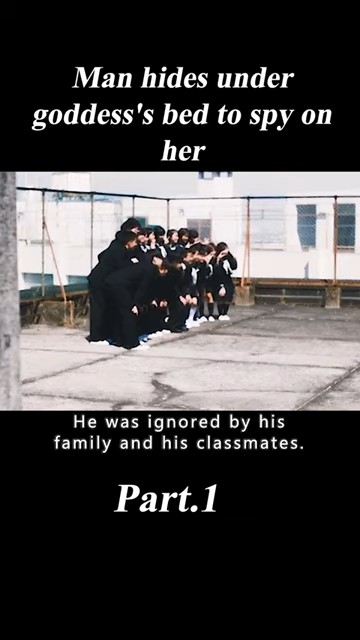 Man hides under
goddess's bed to spy on
her
He was ignored by his
family and his classmates.
Part.1